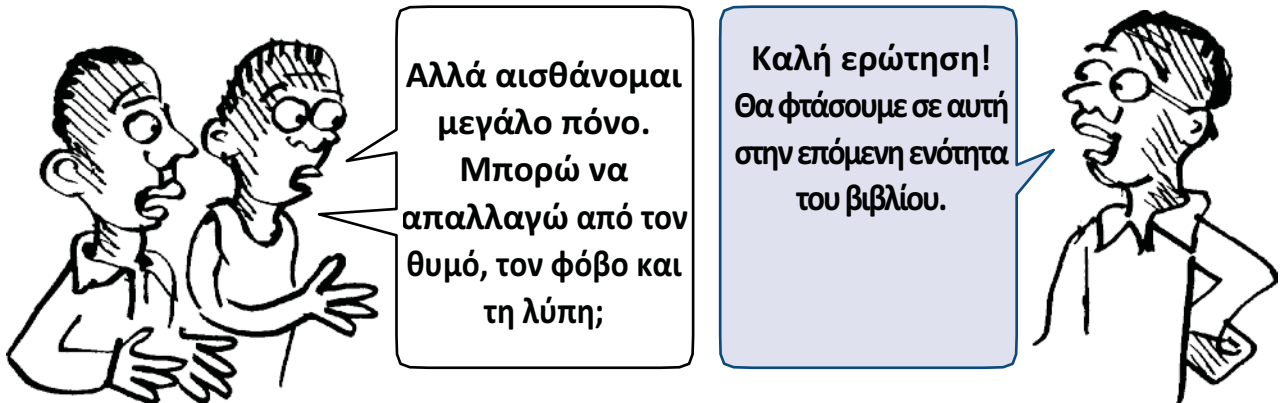 Αλλά αισθάνομαι
μεγάλο πόνο.
Μπορώ να
απαλλαγώ από τον
θυμό, τον φόβο και
τη λύπη;
Καλή ερώτηση!
Θα φτάσουμε σε αυτή
στην επόμενη ενότητα
του βιβλίου.